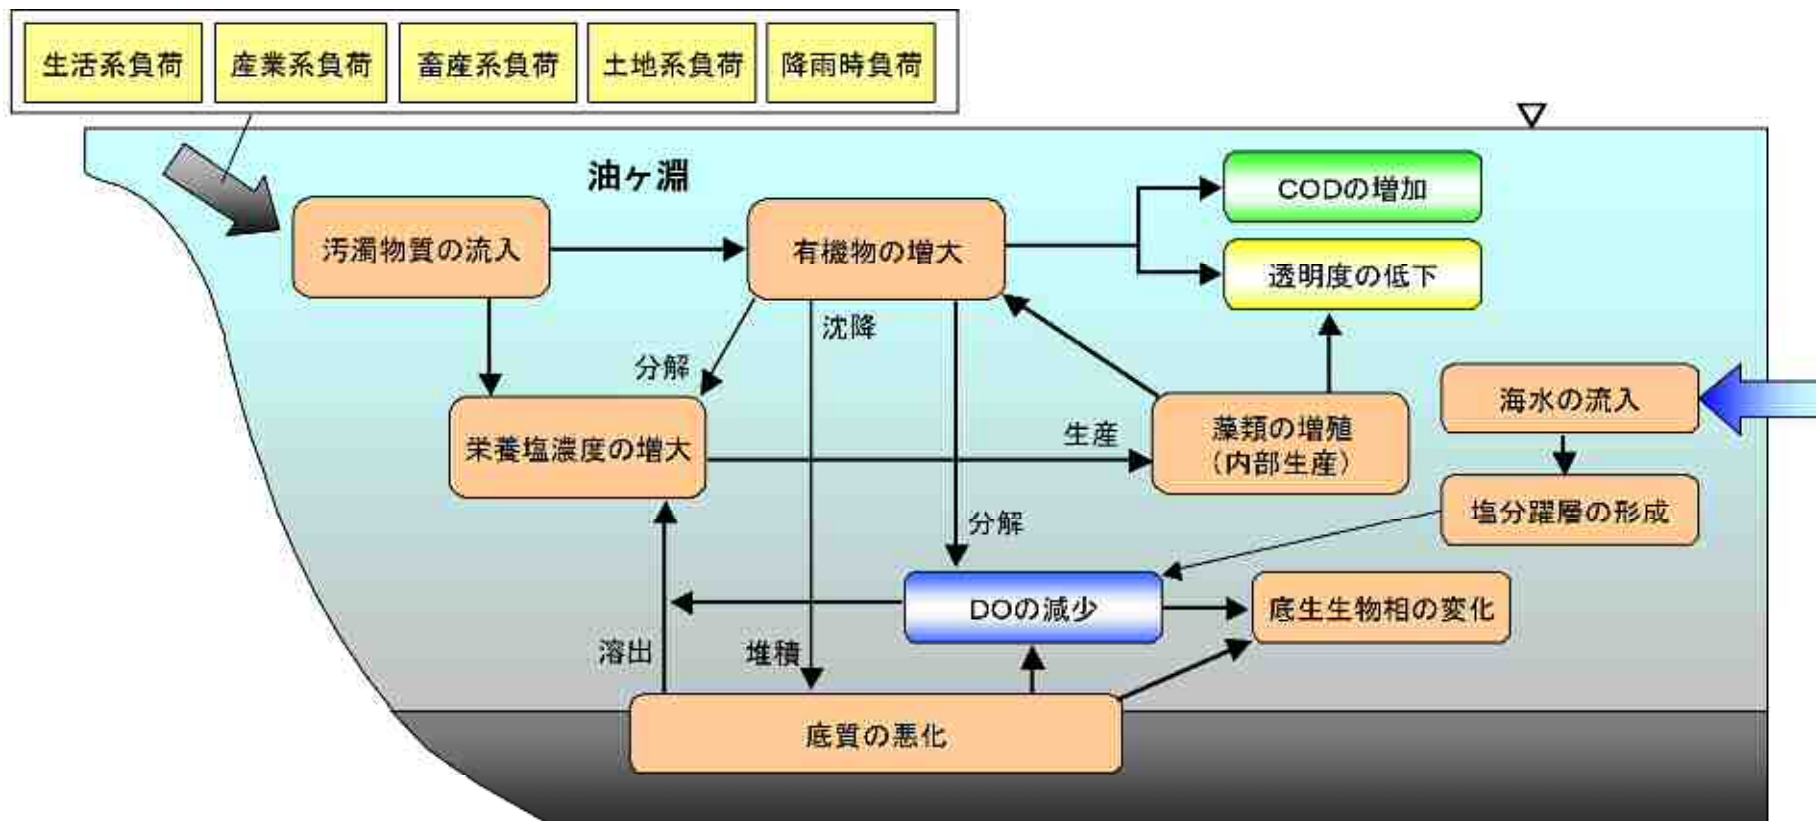 生活系負荷 産業系負荷 畜産系負荷 土地系負荷 降雨時負荷
油ヶ淵
CODの増加
汚濁物質の流入
有機物の増大
透明度の低下
沈降
分解
海水の流入
栄養塩濃度の増大
生産
藻類の増殖
（内部生産）
塩分躍層の形成
分解
DOの減少
底生生物相の変化
溶出
堆積
底質の悪化